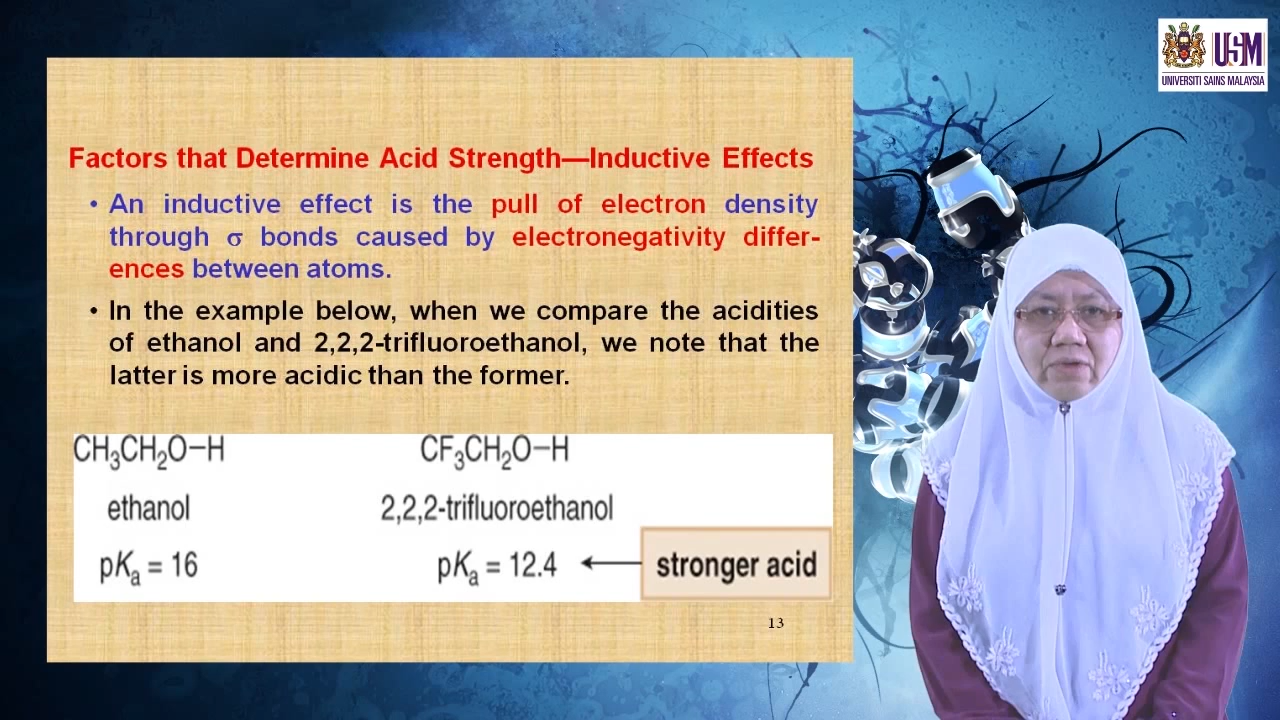 USM
UNIVERSITI SAINS MALAYSIA
Factors that Determine Acid Strength—Inductive Effects
• An inductive effect is the pull of electron density
through σ bonds caused by electronegativity differ-
ences between atoms.
• In the example below, when we compare the acidities
of ethanol and 2,2,2-trifluoroethanol, we note that the
latter is more acidic than the former.
CH₃CH₂O−H CF₃CH₂O−H
ethanol 2,2,2-trifluoroethanol
pKₐ = 16 pKₐ = 12.4 ← stronger acid
13